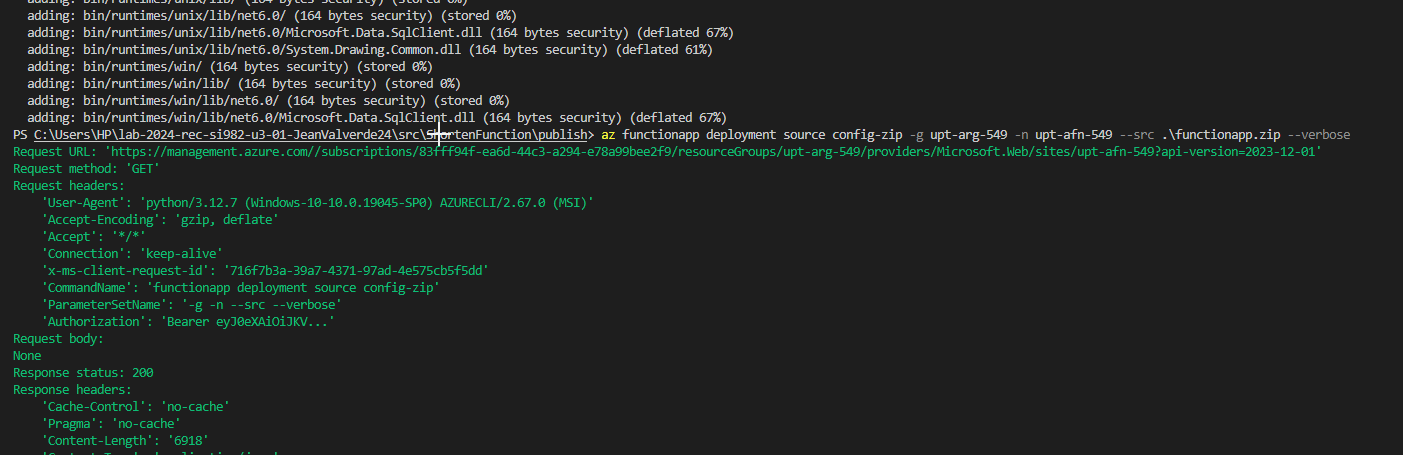 adding: bin/runtimes/unix/lib/ (164 bytes security) (stored 0%)
adding: bin/runtimes/unix/lib/net6.0/ (164 bytes security) (stored 0%)
adding: bin/runtimes/unix/lib/net6.0/Microsoft.Data.SqlClient.dll (164 bytes security) (deflated 67%)
adding: bin/runtimes/unix/lib/net6.0/System.Drawing.Common.dll (164 bytes security) (deflated 61%)
adding: bin/runtimes/win/ (164 bytes security) (stored 0%)
adding: bin/runtimes/win/lib/ (164 bytes security) (stored 0%)
adding: bin/runtimes/win/lib/net6.0/ (164 bytes security) (stored 0%)
adding: bin/runtimes/win/lib/net6.0/Microsoft.Data.SqlClient.dll (164 bytes security) (deflated 67%)
PS C:\Users\HP\lab-2024-rec-si982-u3-01-JeanValverde24\src\ShortenFunction\publish> az functionapp deployment source config-zip -g upt-arg-549 -n upt-afn-549 --src .\functionapp.zip --verbose
Request URL: 'https://management.azure.com//subscriptions/83fff94f-ea6d-44c3-a294-e78a99bee2f9/resourceGroups/upt-arg-549/providers/Microsoft.Web/sites/upt-afn-549?api-version=2023-12-01'
Request method: 'GET'
Request headers:
'User-Agent': 'python/3.12.7 (Windows-10-10.0.19045-SP0) AZURECLI/2.67.0 (MSI)'
'Accept-Encoding': 'gzip, deflate'
'Accept': '*/*'
'Connection': 'keep-alive'
'x-ms-client-request-id': '716f7b3a-39a7-4371-97ad-4e575cb5f5dd'
'CommandName': 'functionapp deployment source config-zip'
'ParameterSetName': '-g -n --src --verbose'
'Authorization': 'Bearer eyJ0eXAiOiJKV...'
Request body:
None
Response status: 200
Response headers:
'Cache-Control': 'no-cache'
'Pragma': 'no-cache'
'Content-Length': '6918'